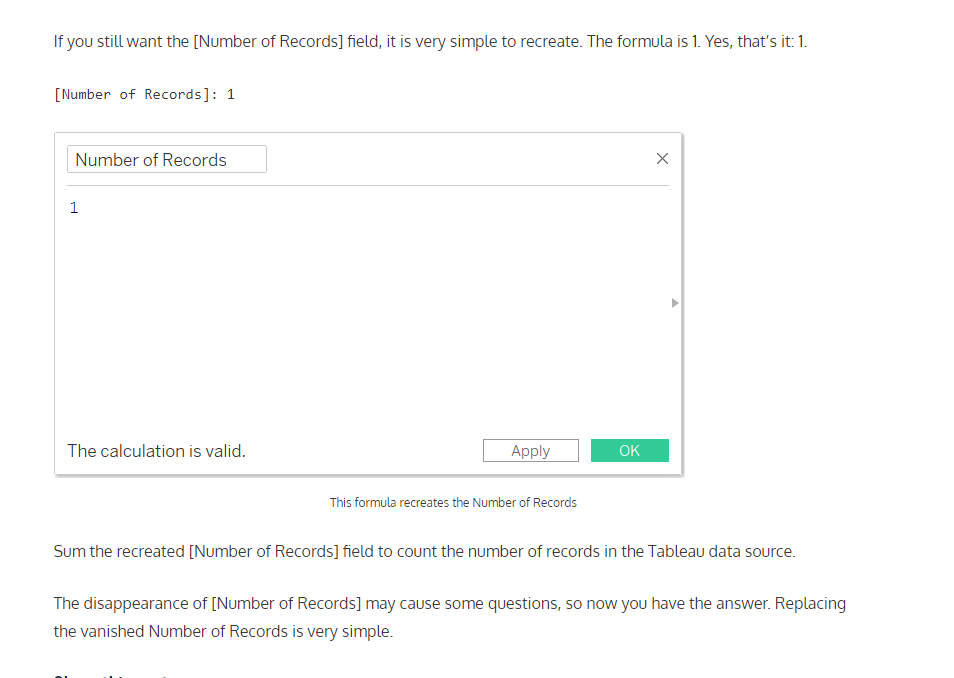 If you still want the [Number of Records] field, it is very simple to recreate. The formula is 1. Yes, that's it: 1.
[Number of Records]: 1
Number of Records
1
The calculation is valid.
Apply
OK
This formula recreates the Number of Records
Sum the recreated [Number of Records] field to count the number of records in the Tableau data source.
The disappearance of [Number of Records] may cause some questions, so now you have the answer. Replacing
the vanished Number of Records is very simple.